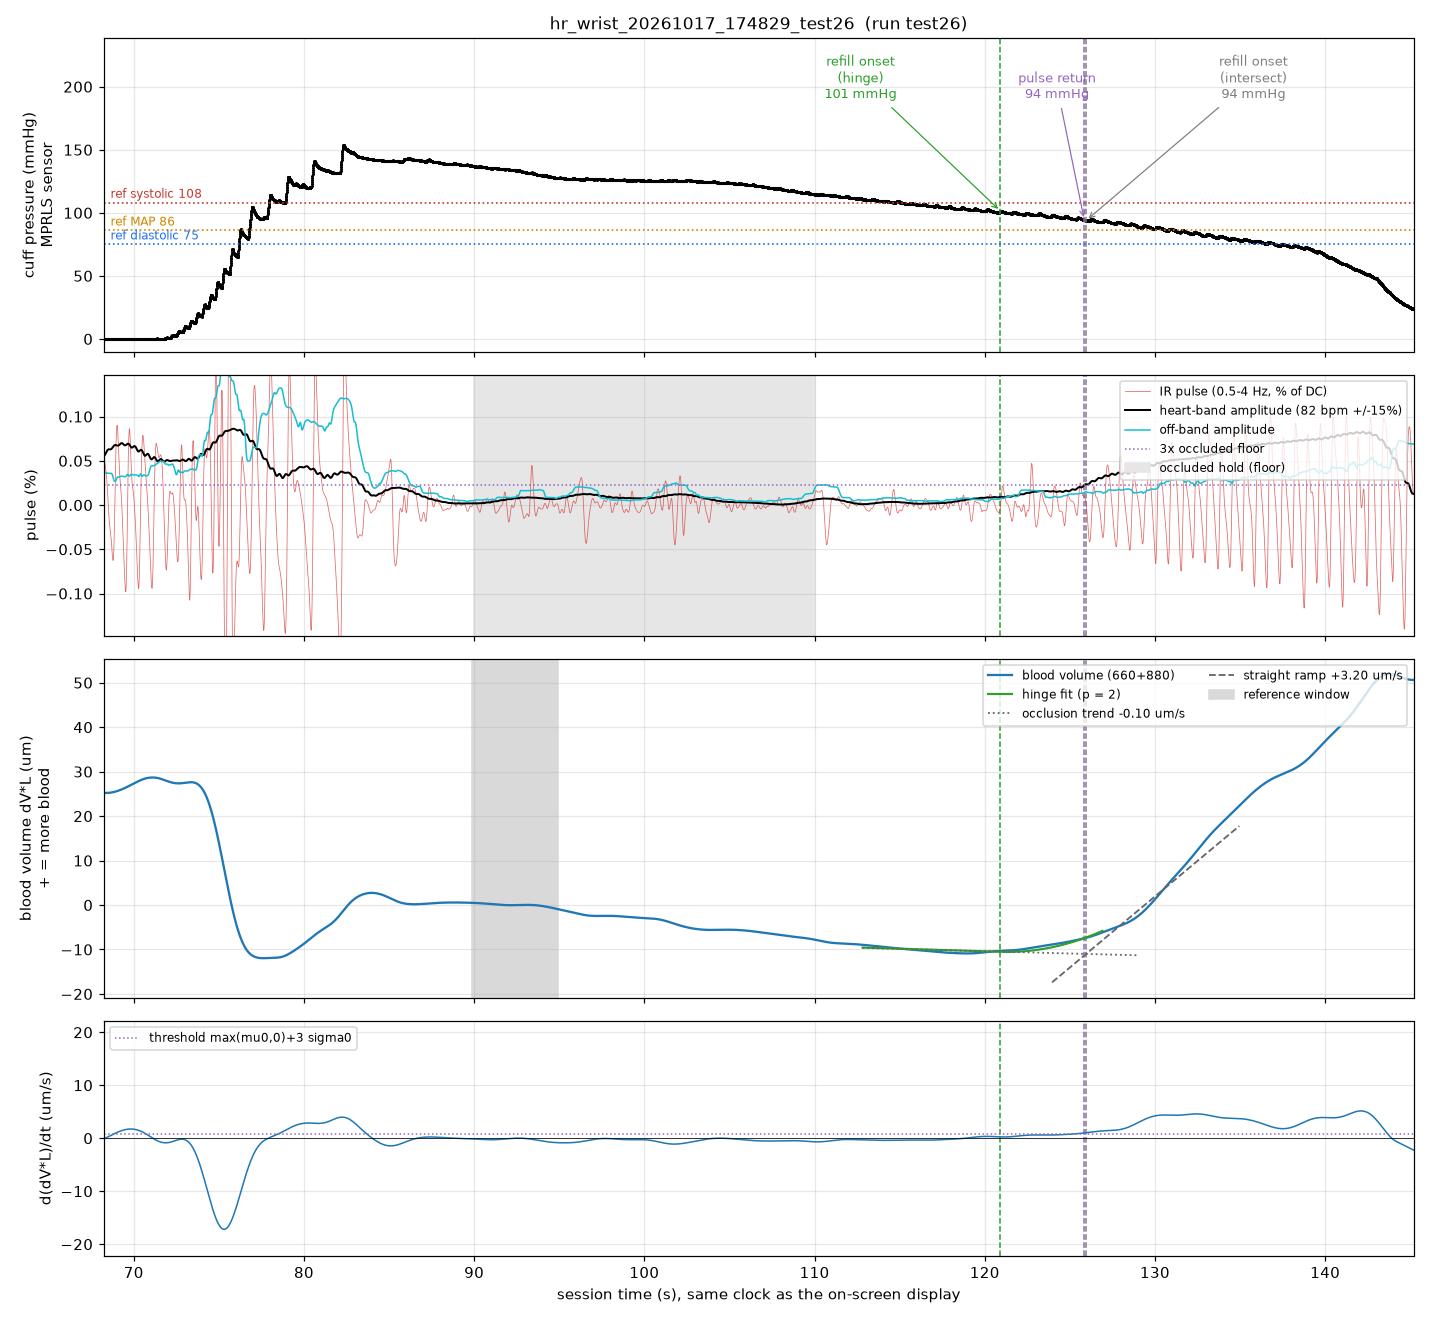 hr_wrist_20261017_174829_test26  (run test26)
refill onset
(hinge)
101 mmHg
pulse return
94 mmHg
refill onset
(intersect)
94 mmHg
cuff pressure (mmHg)
MPRLS sensor
200
150
100
50
0
ref systolic 108
ref MAP 86
ref diastolic 75
pulse (%)
0.10
0.05
0.00
−0.05
−0.10
IR pulse (0.5-4 Hz, % of DC)
heart-band amplitude (82 bpm +/-15%)
off-band amplitude
3x occluded floor
occluded hold (floor)
blood volume dV*L (um)
+ = more blood
50
40
30
20
10
0
−10
−20
blood volume (660+880)
hinge fit (p = 2)
occlusion trend -0.10 um/s
straight ramp +3.20 um/s
reference window
d(dV*L)/dt (um/s)
20
10
0
−10
−20
threshold max(mu0,0)+3 sigma0
70
80
90
100
110
120
130
140
session time (s), same clock as the on-screen display